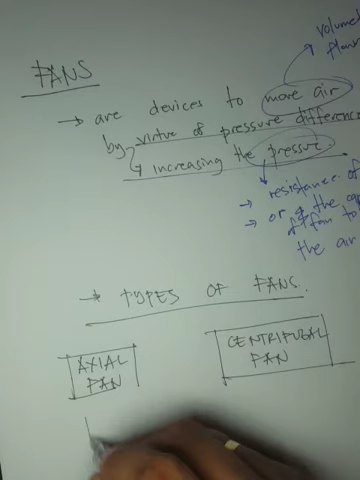 FANS
→ are devices to move air
by virtue of pressure difference
↳ increasing the pressure.
volumet
flow
→ resistance of
→ or the
of fan to
the air
→ TYPES OF FANS.
AXIAL
FAN
CENTRIFUGAL
FAN